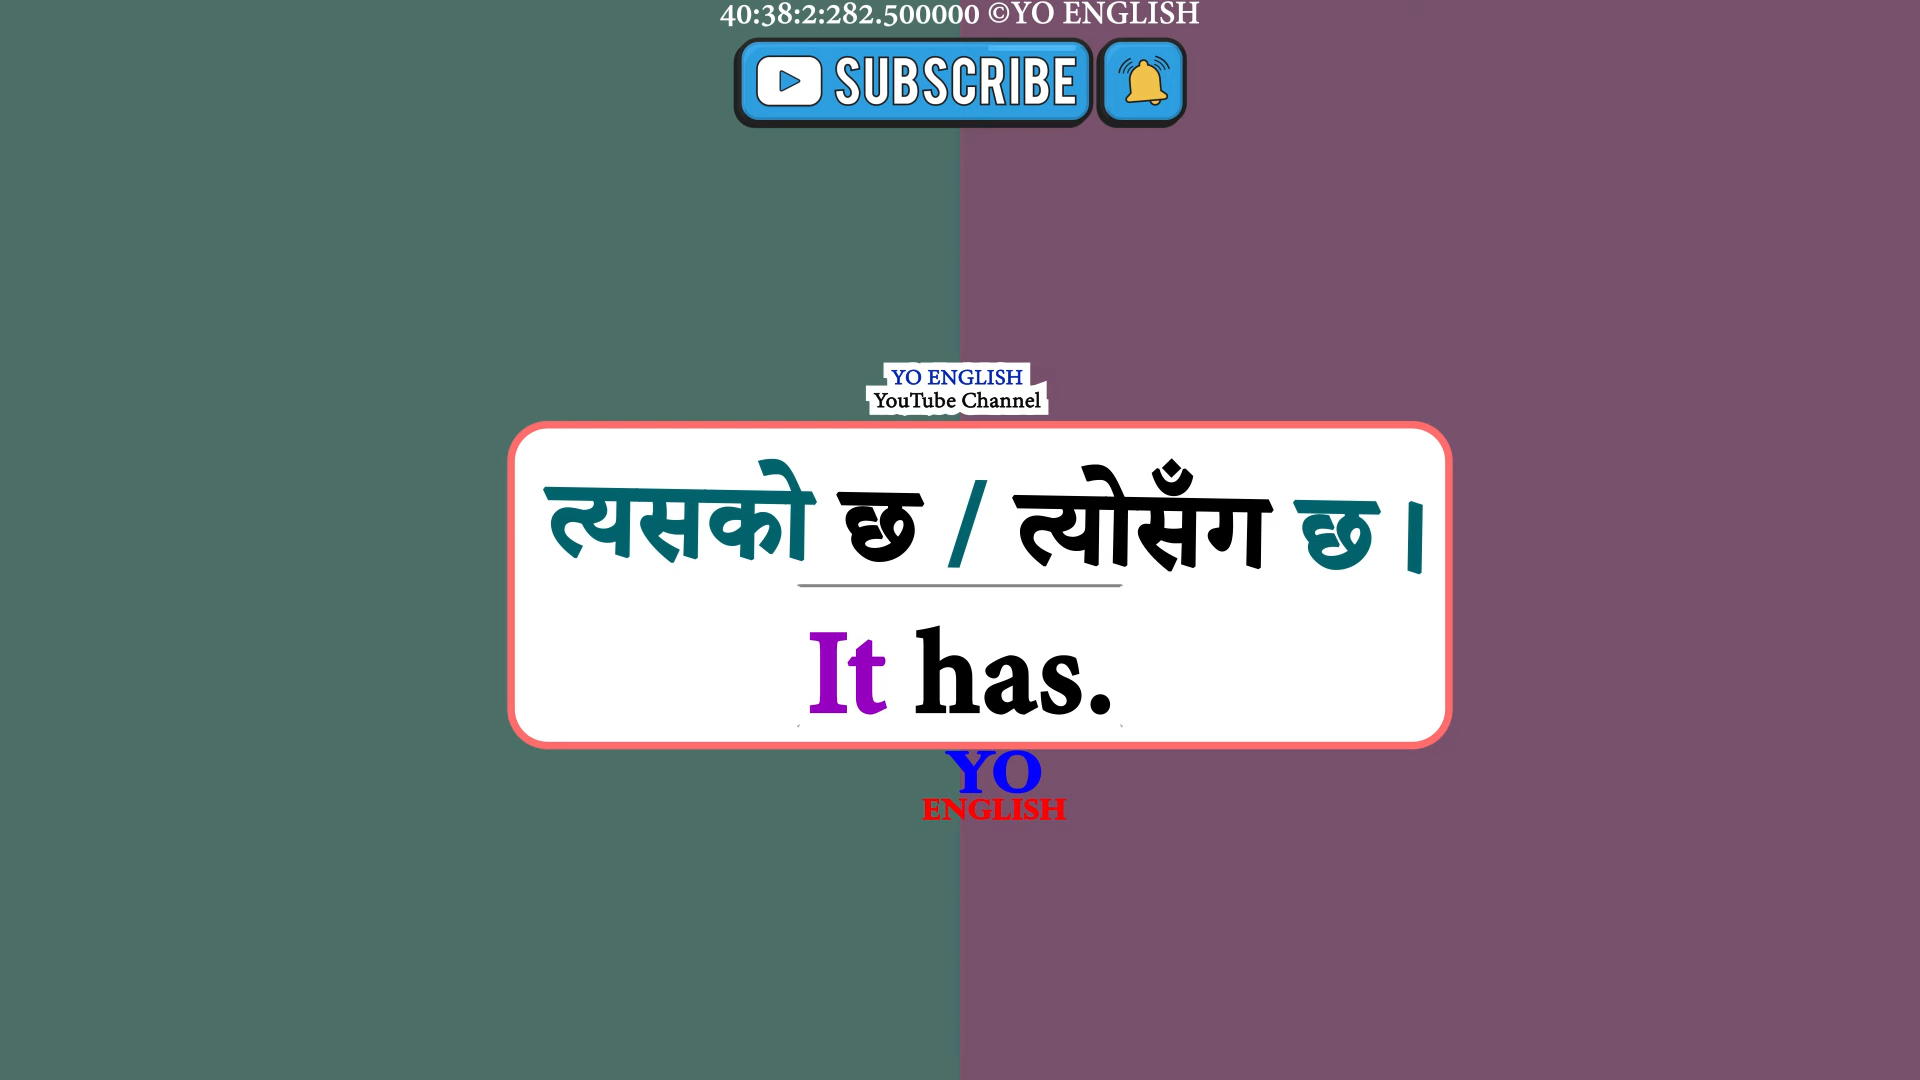 40:38:2:282.500000 ©YO ENGLISH
SUBSCRIBE
YO ENGLISH
YouTube Channel
त्यसको छ / त्योसँग छ ।
It has.
YO
ENGLISH